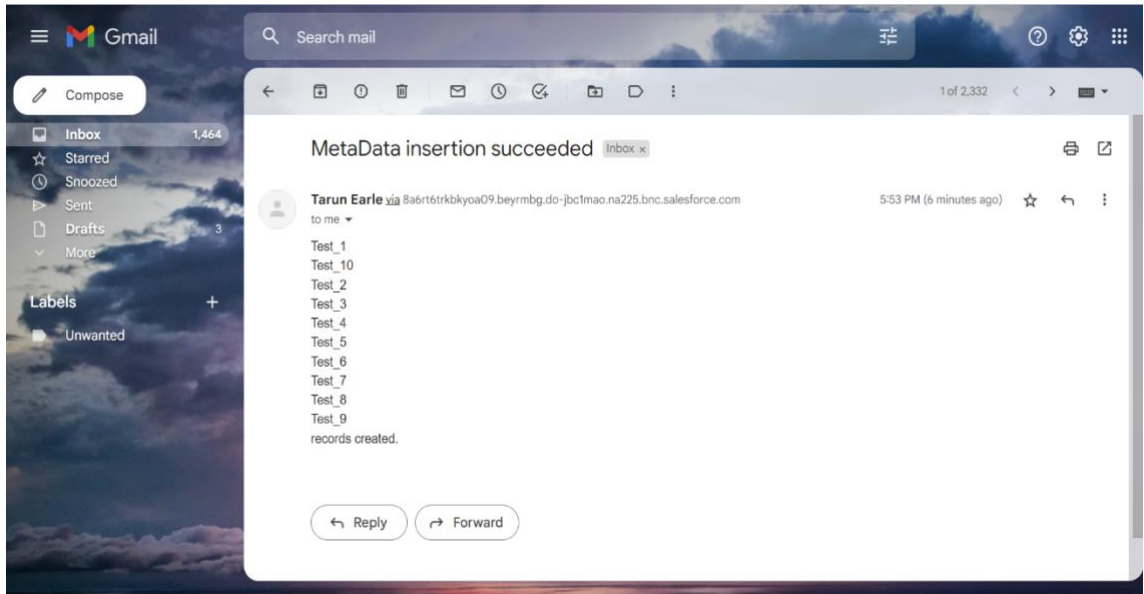 Gmail
Search mail
Compose
1 of 2,332
Inbox 1,464
Starred
Snoozed
Sent
Drafts 3
More
Labels +
Unwanted
MetaData insertion succeeded Inbox x
Tarun Earle via 8a6rt6trkbkyoa09.beyrmbg.do-jbc1mao.na225.bnc.salesforce.com 5:53 PM (6 minutes ago)
to me
Test_1
Test_10
Test_2
Test_3
Test_4
Test_5
Test_6
Test_7
Test_8
Test_9
records created.
Reply Forward